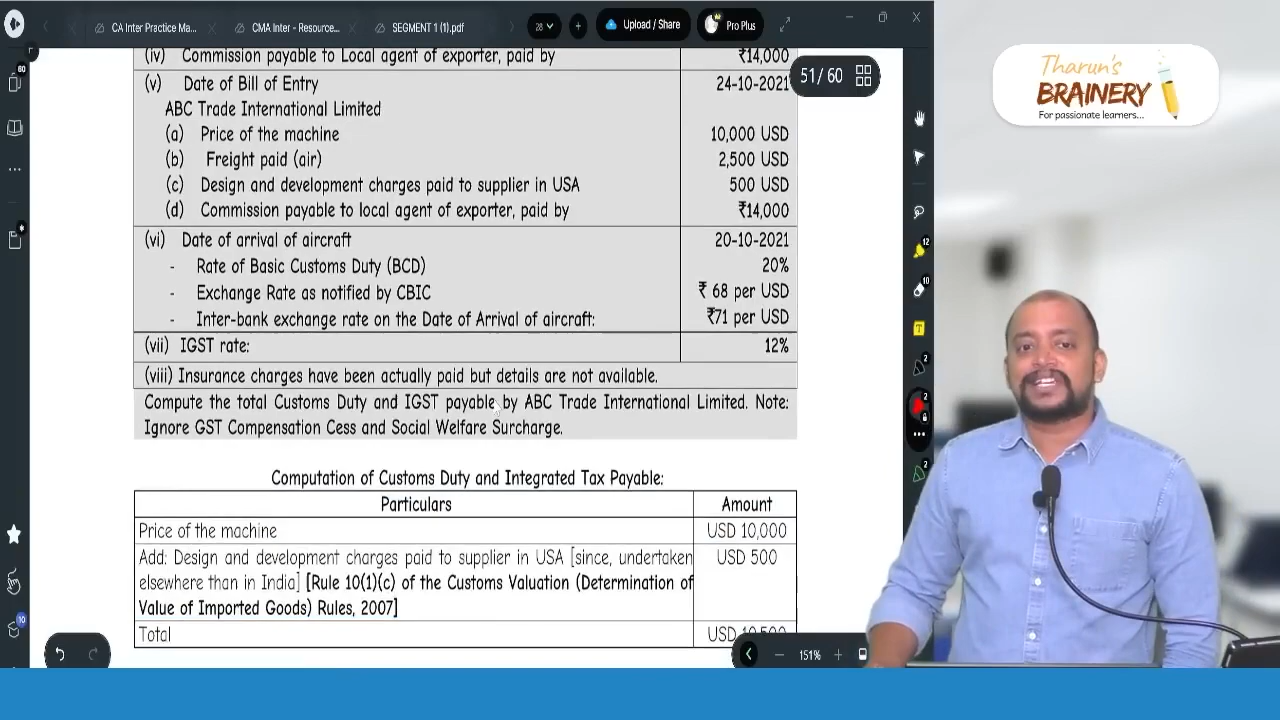 CA Inter Practice Ma...
CMA Inter - Resource...
SEGMENT 1 (1).pdf
28
Upload / Share
Pro Plus
Tharun's
BRAINERY
For passionate learners...
51 / 60
(iv) Commission payable to Local agent of exporter, paid by ₹14,000
(v) Date of Bill of Entry 24-10-2021
ABC Trade International Limited
(a) Price of the machine 10,000 USD
(b) Freight paid (air) 2,500 USD
(c) Design and development charges paid to supplier in USA 500 USD
(d) Commission payable to local agent of exporter, paid by ₹14,000
(vi) Date of arrival of aircraft 20-10-2021
- Rate of Basic Customs Duty (BCD) 20%
- Exchange Rate as notified by CBIC ₹ 68 per USD
- Inter-bank exchange rate on the Date of Arrival of aircraft: ₹71 per USD
(vii) IGST rate: 12%
(viii) Insurance charges have been actually paid but details are not available.
Compute the total Customs Duty and IGST payable by ABC Trade International Limited. Note:
Ignore GST Compensation Cess and Social Welfare Surcharge.
Computation of Customs Duty and Integrated Tax Payable:
Particulars Amount
Price of the machine USD 10,000
Add: Design and development charges paid to supplier in USA [since, undertaken USD 500
elsewhere than in India] [Rule 10(1)(c) of the Customs Valuation (Determination of
Value of Imported Goods) Rules, 2007]
Total USD 10,500
151%
80
10
12
10
T
2
2
2